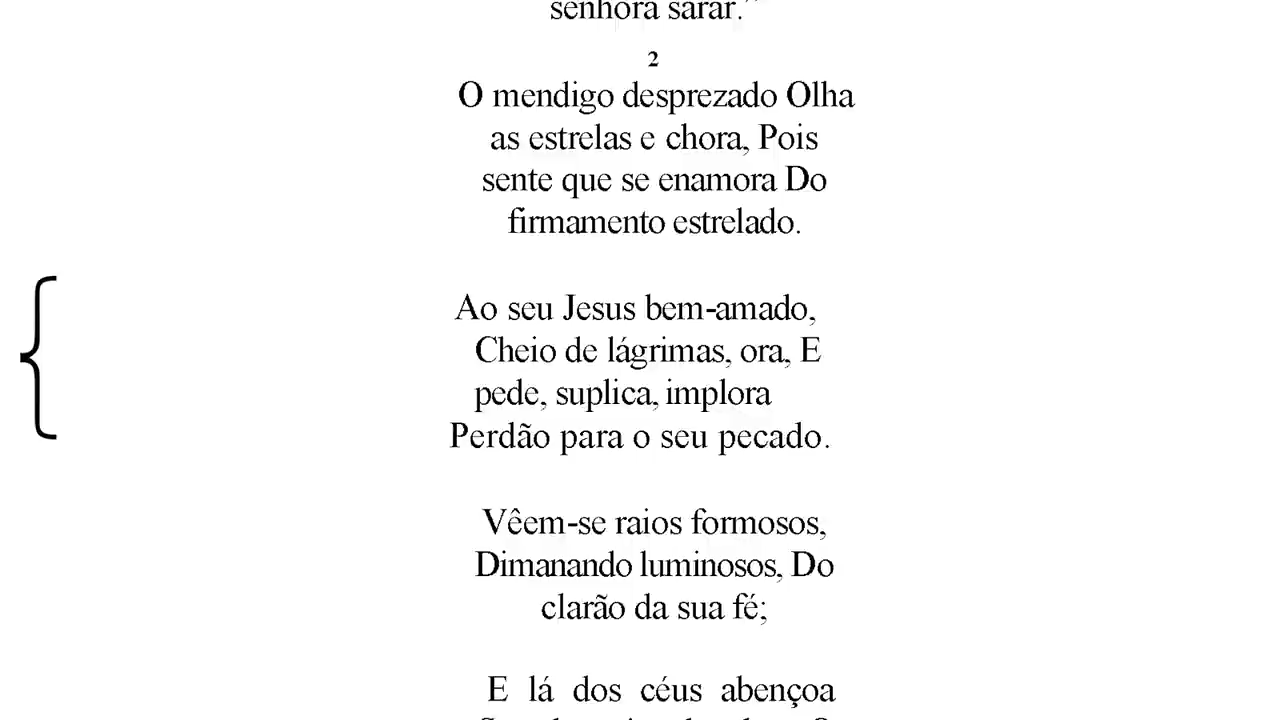 senhora sarar.”
2
O mendigo desprezado Olha
as estrelas e chora, Pois
sente que se enamora Do
firmamento estrelado.
Ao seu Jesus bem-amado,
Cheio de lágrimas, ora, E
pede, suplica, implora
Perdão para o seu pecado.
Vêem-se raios formosos,
Dimanando luminosos, Do
clarão da sua fé;
E lá dos céus abençoa